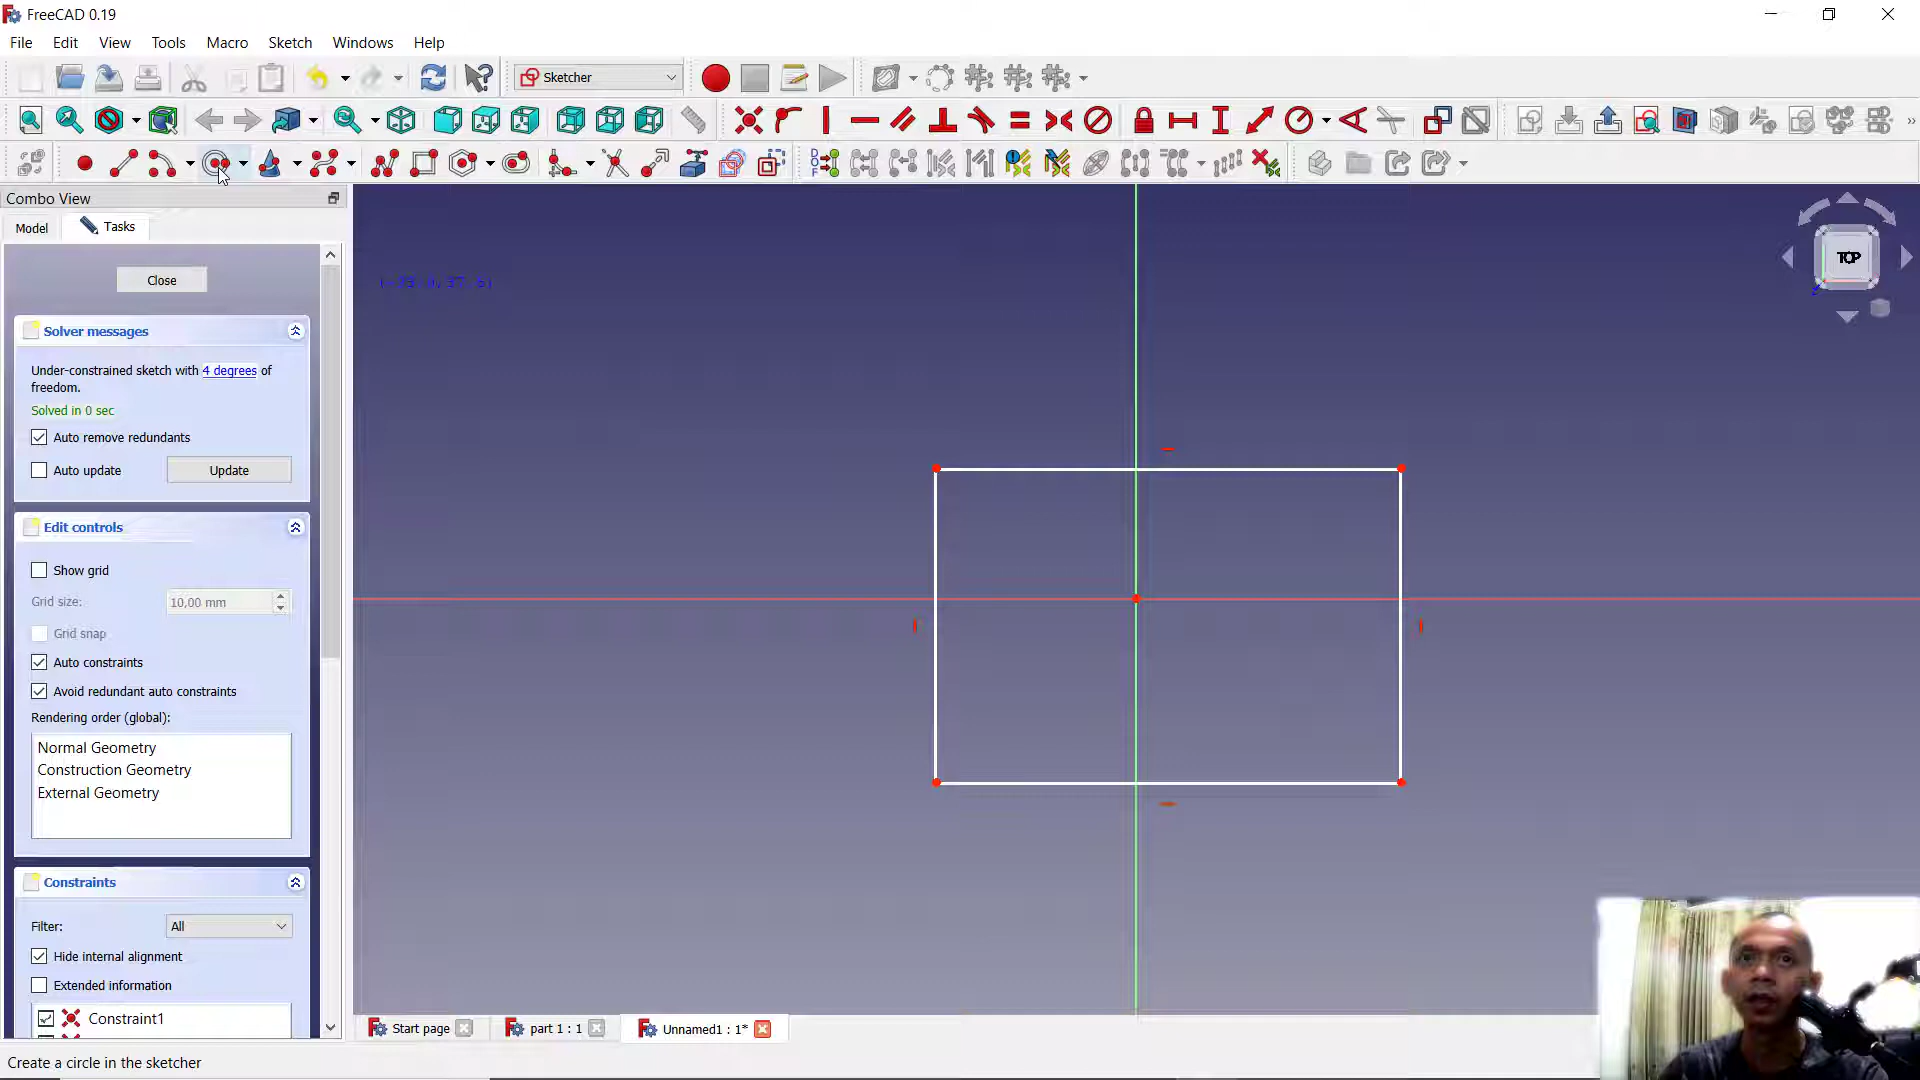 FreeCAD 0.19
File Edit View Tools Macro Sketch Windows Help
Sketcher
Combo View
Model Tasks
Close
Solver messages
Under-constrained sketch with 4 degrees of
freedom.
Solved in 0 sec
Auto remove redundants
Auto update Update
Edit controls
Show grid
Grid size: 10,00 mm
Grid snap
Auto constraints
Avoid redundant auto constraints
Rendering order (global):
Normal Geometry
Construction Geometry
External Geometry
Constraints
Filter: All
Hide internal alignment
Extended information
Constraint1
TOP
Start page part 1 : 1 Unnamed1 : 1*
Create a circle in the sketcher